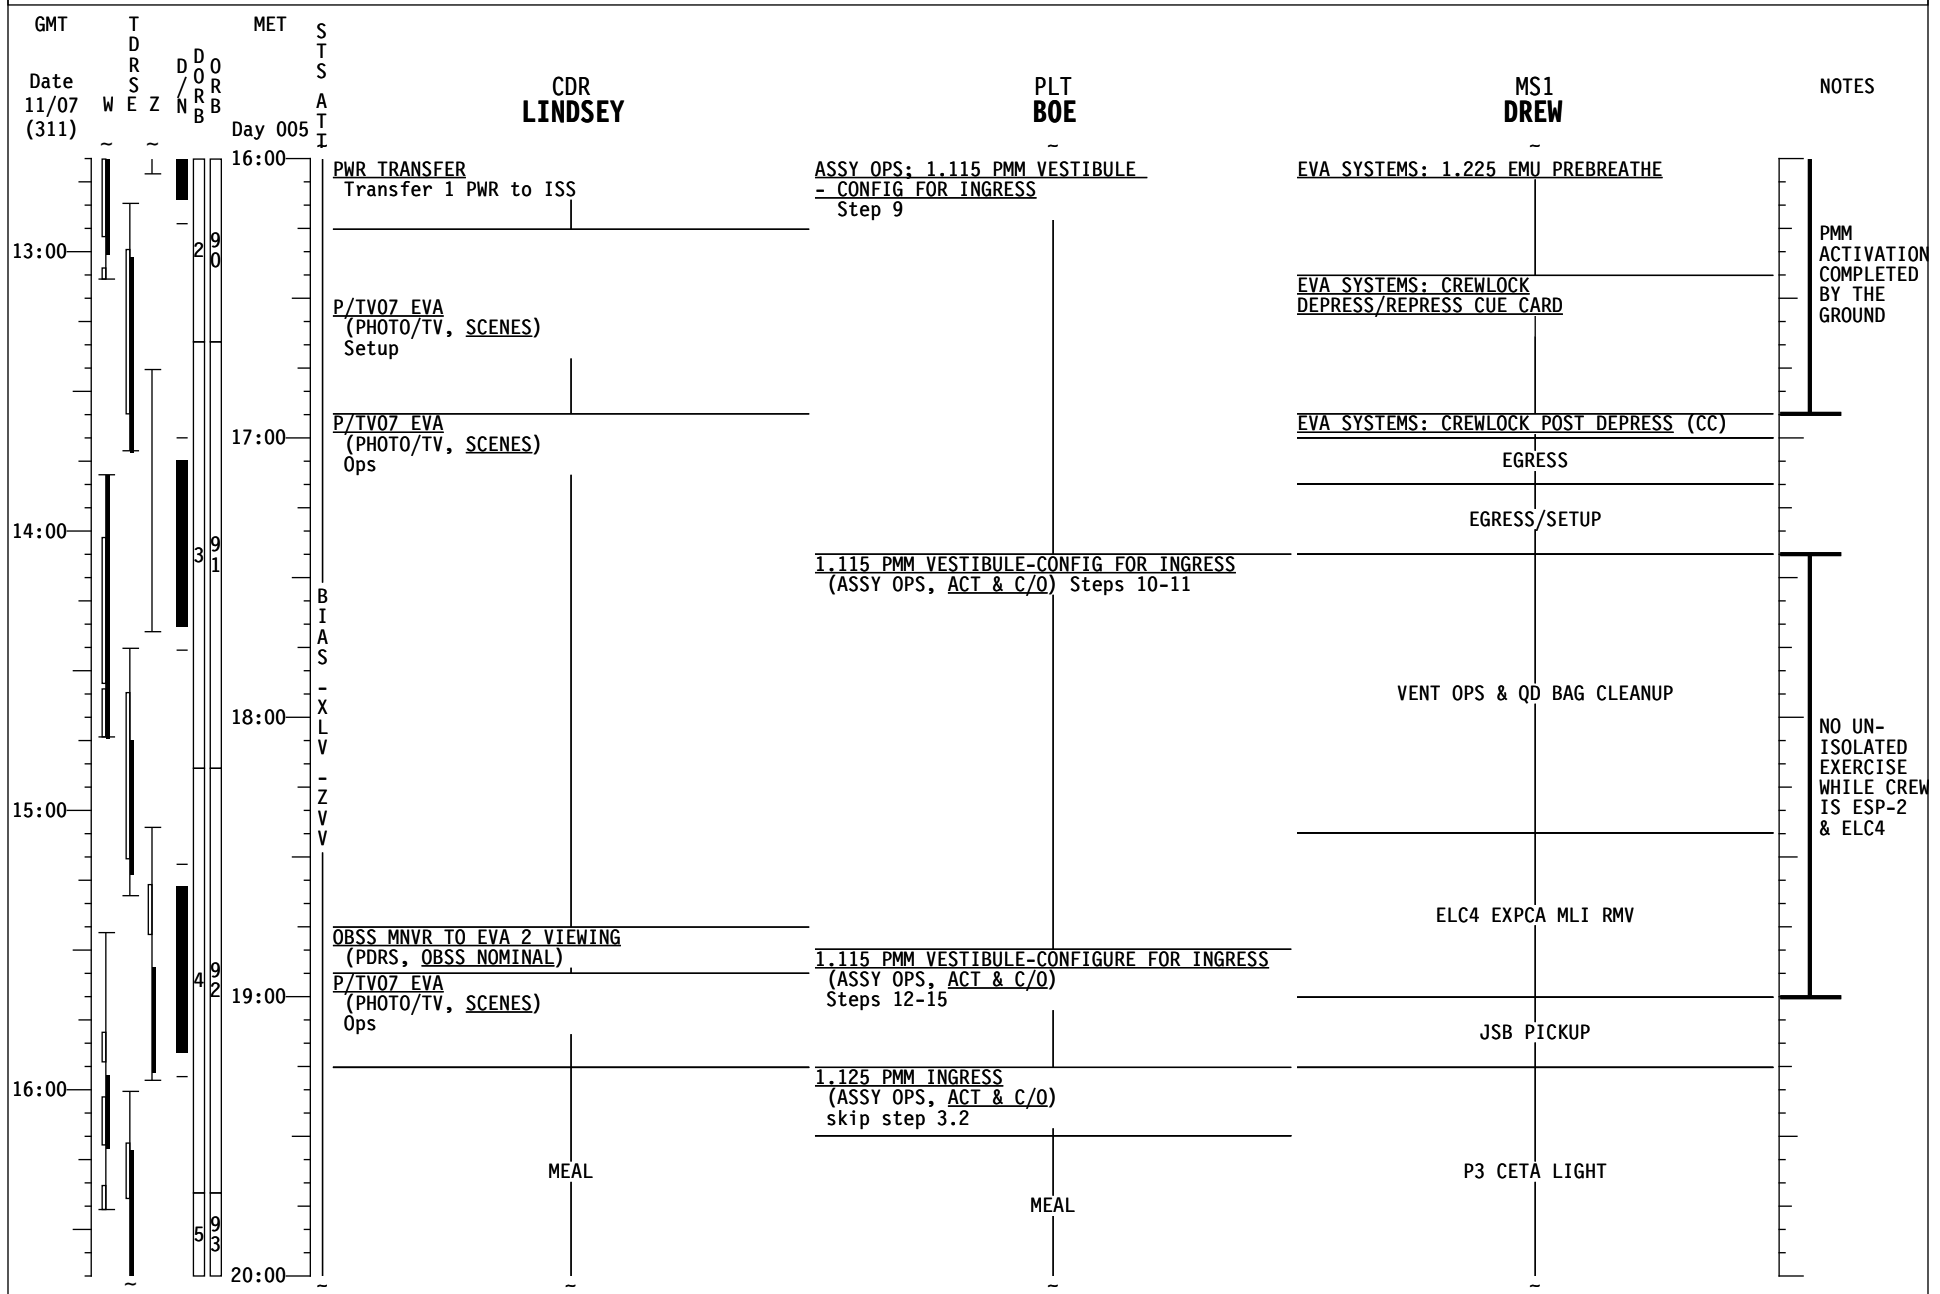 GMT
TDRS
MET
STS ATT
Date
11/07
(311)
W E Z
D/N
DORB
ORB
Day 005
CDR
LINDSEY
PLT
BOE
MS1
DREW
NOTES
16:00
PWR TRANSFER
Transfer 1 PWR to ISS
ASSY OPS; 1.115 PMM VESTIBULE
- CONFIG FOR INGRESS
Step 9
EVA SYSTEMS: 1.225 EMU PREBREATHE
13:00
2
90
PMM
ACTIVATION
COMPLETED
BY THE
GROUND
P/TV07 EVA
(PHOTO/TV, SCENES)
Setup
EVA SYSTEMS: CREWLOCK
DEPRESS/REPRESS CUE CARD
17:00
P/TV07 EVA
(PHOTO/TV, SCENES)
Ops
EVA SYSTEMS: CREWLOCK POST DEPRESS (CC)
EGRESS
EGRESS/SETUP
14:00
3
91
1.115 PMM VESTIBULE-CONFIG FOR INGRESS
(ASSY OPS, ACT & C/O) Steps 10-11
BIAS -XLV -ZVV
VENT OPS & QD BAG CLEANUP
18:00
NO UN-
ISOLATED
EXERCISE
WHILE CREW
IS ESP-2
& ELC4
15:00
ELC4 EXPCA MLI RMV
OBSS MNVR TO EVA 2 VIEWING
(PDRS, OBSS NOMINAL)
1.115 PMM VESTIBULE-CONFIGURE FOR INGRESS
(ASSY OPS, ACT & C/O)
Steps 12-15
4
92
19:00
P/TV07 EVA
(PHOTO/TV, SCENES)
Ops
JSB PICKUP
16:00
1.125 PMM INGRESS
(ASSY OPS, ACT & C/O)
skip step 3.2
MEAL
MEAL
P3 CETA LIGHT
5
93
20:00